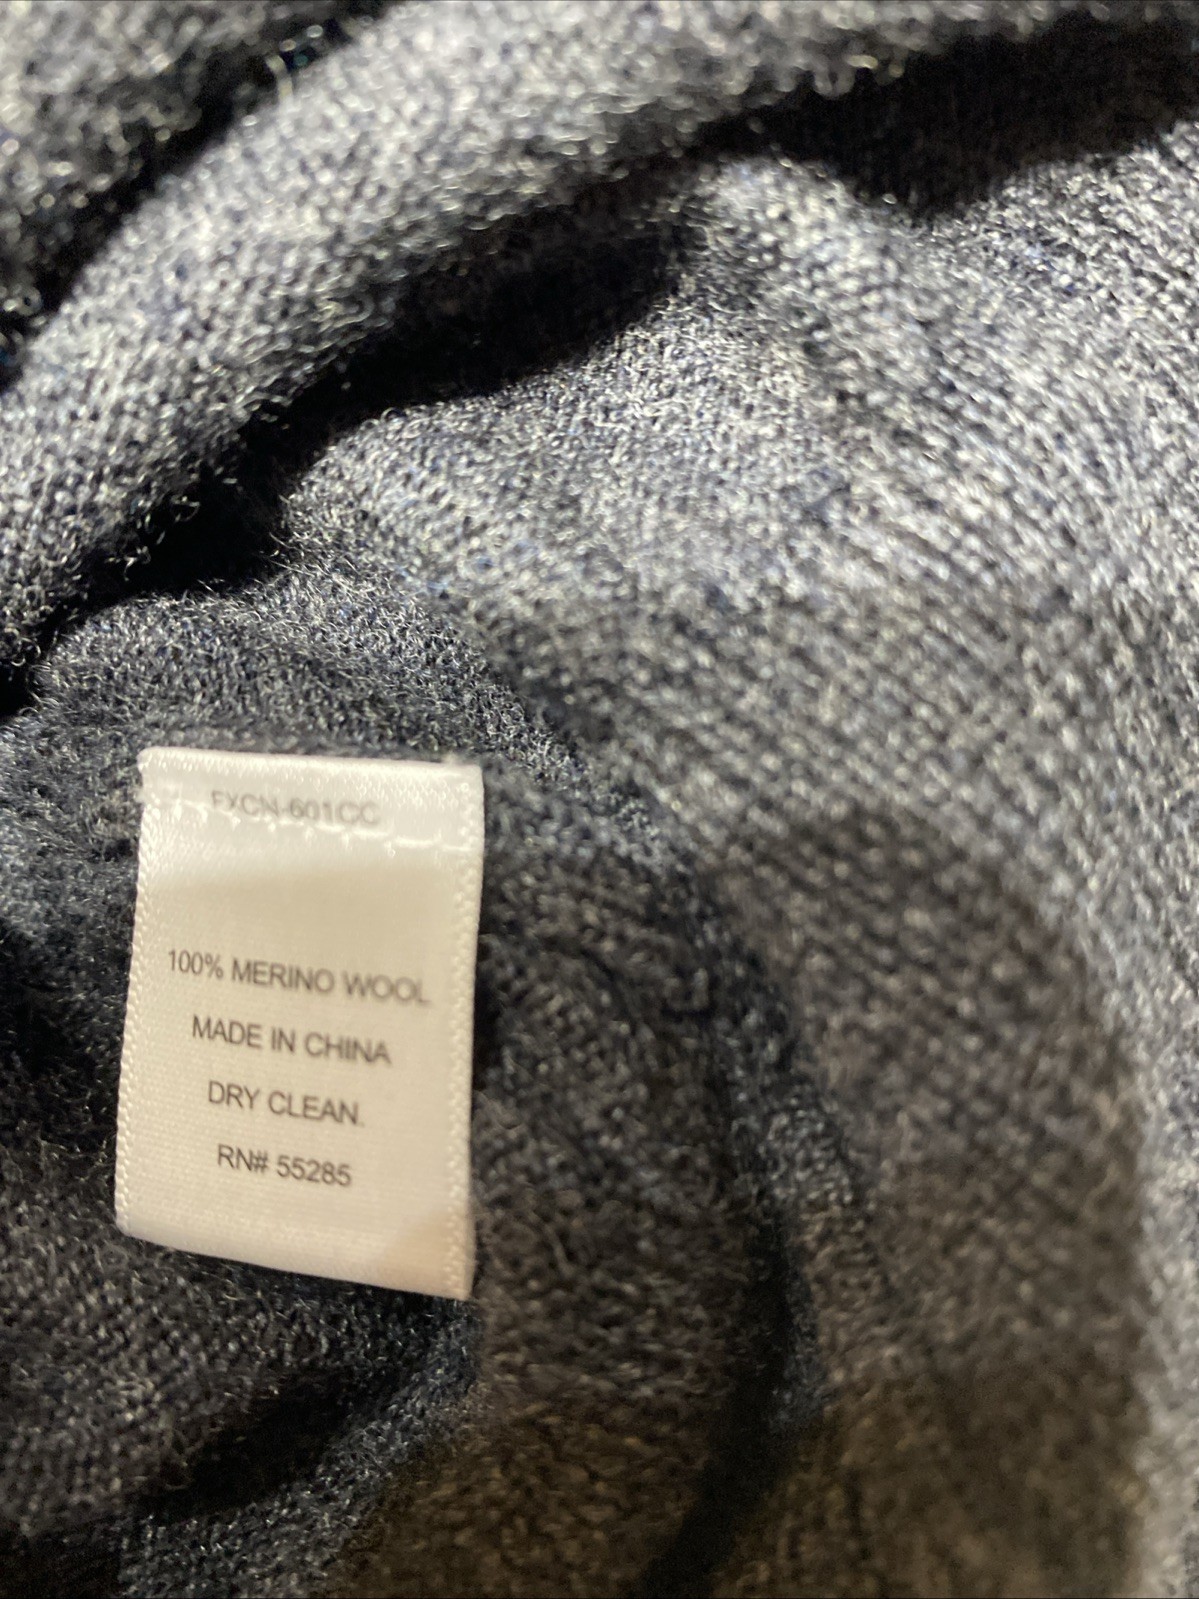 FXCN-601CC
100% MERINO WOOL
MADE IN CHINA
DRY CLEAN.
RN# 55285